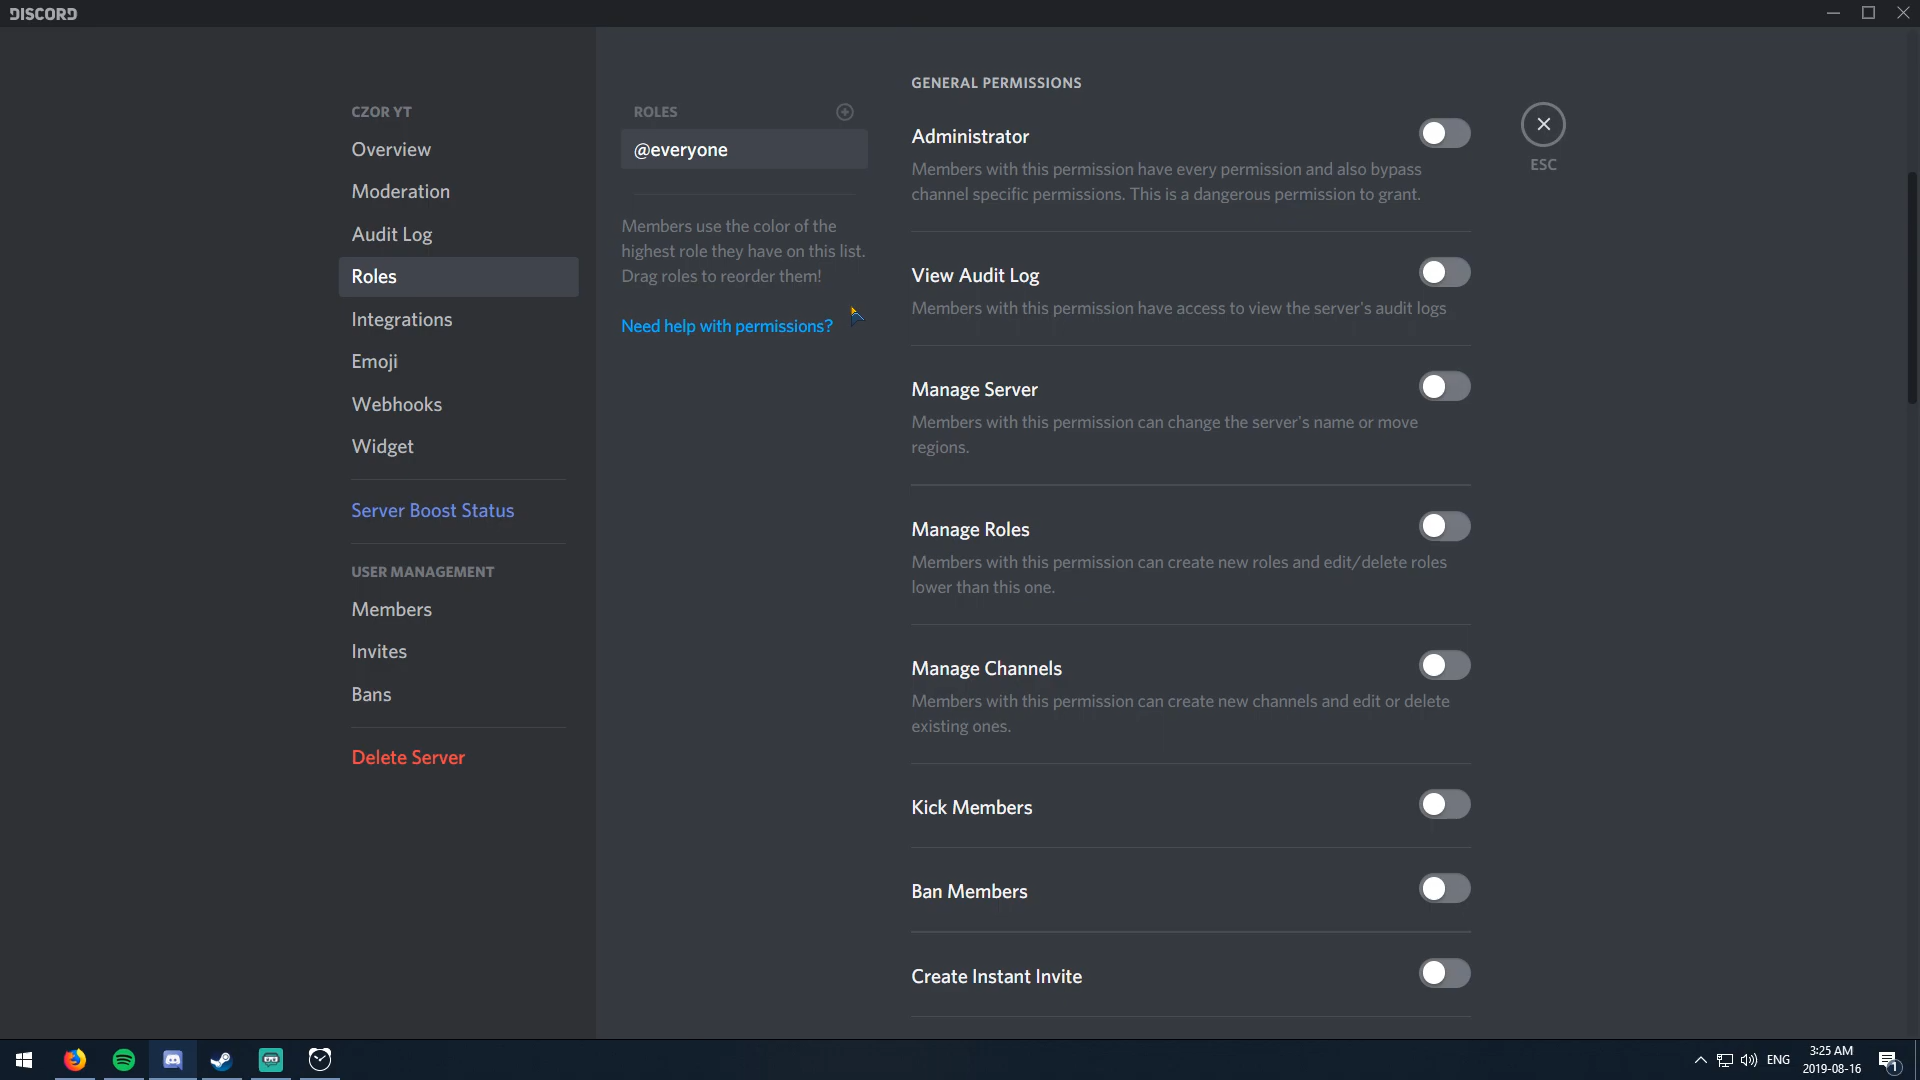 DISCORD
CZOR YT
Overview
Moderation
Audit Log
Roles
Integrations
Emoji
Webhooks
Widget
Server Boost Status
USER MANAGEMENT
Members
Invites
Bans
Delete Server
ROLES
@everyone
Members use the color of the
highest role they have on this list.
Drag roles to reorder them!
Need help with permissions?
GENERAL PERMISSIONS
Administrator
Members with this permission have every permission and also bypass
channel specific permissions. This is a dangerous permission to grant.
View Audit Log
Members with this permission have access to view the server's audit logs
Manage Server
Members with this permission can change the server's name or move
regions.
Manage Roles
Members with this permission can create new roles and edit/delete roles
lower than this one.
Manage Channels
Members with this permission can create new channels and edit or delete
existing ones.
Kick Members
Ban Members
Create Instant Invite
ESC
ENG
3:25 AM
2019-08-16
1